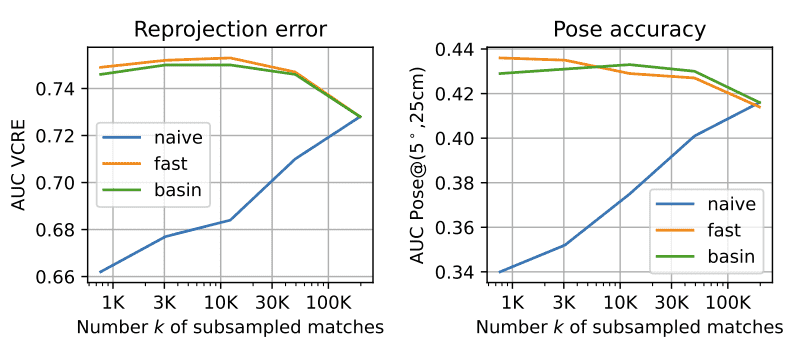 Reprojection error
AUC VCRE
0.74
0.72
0.70
0.68
0.66
naive
fast
basin
1K 3K 10K 30K 100K
Number k of subsampled matches
Pose accuracy
AUC Pose@(5°,25cm)
0.44
0.42
0.40
0.38
0.36
0.34
naive
fast
basin
1K 3K 10K 30K 100K
Number k of subsampled matches